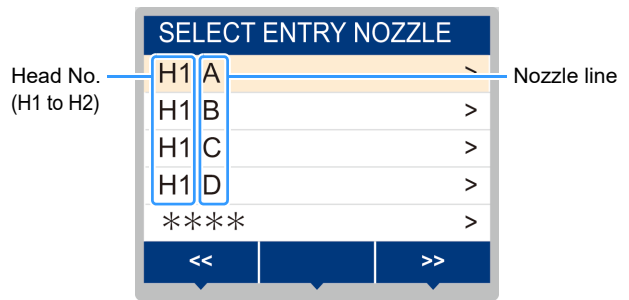 SELECT ENTRY NOZZLE
Head No.
(H1 to H2)
H1 A >
Nozzle line
H1 B >
H1 C >
H1 D >
**** >
<< >>